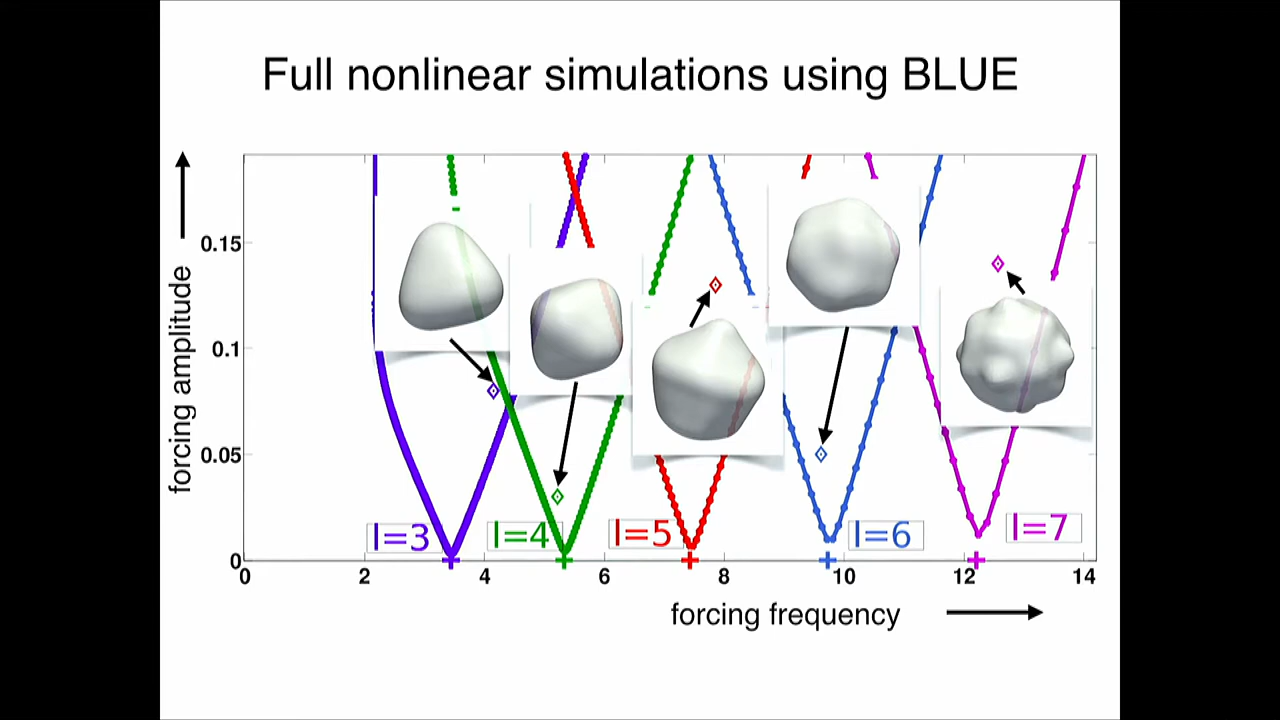 Full nonlinear simulations using BLUE
forcing amplitude
0.15
0.1
0.05
0
l=3
l=4
l=5
l=6
l=7
0 2 4 6 8 10 12 14
forcing frequency